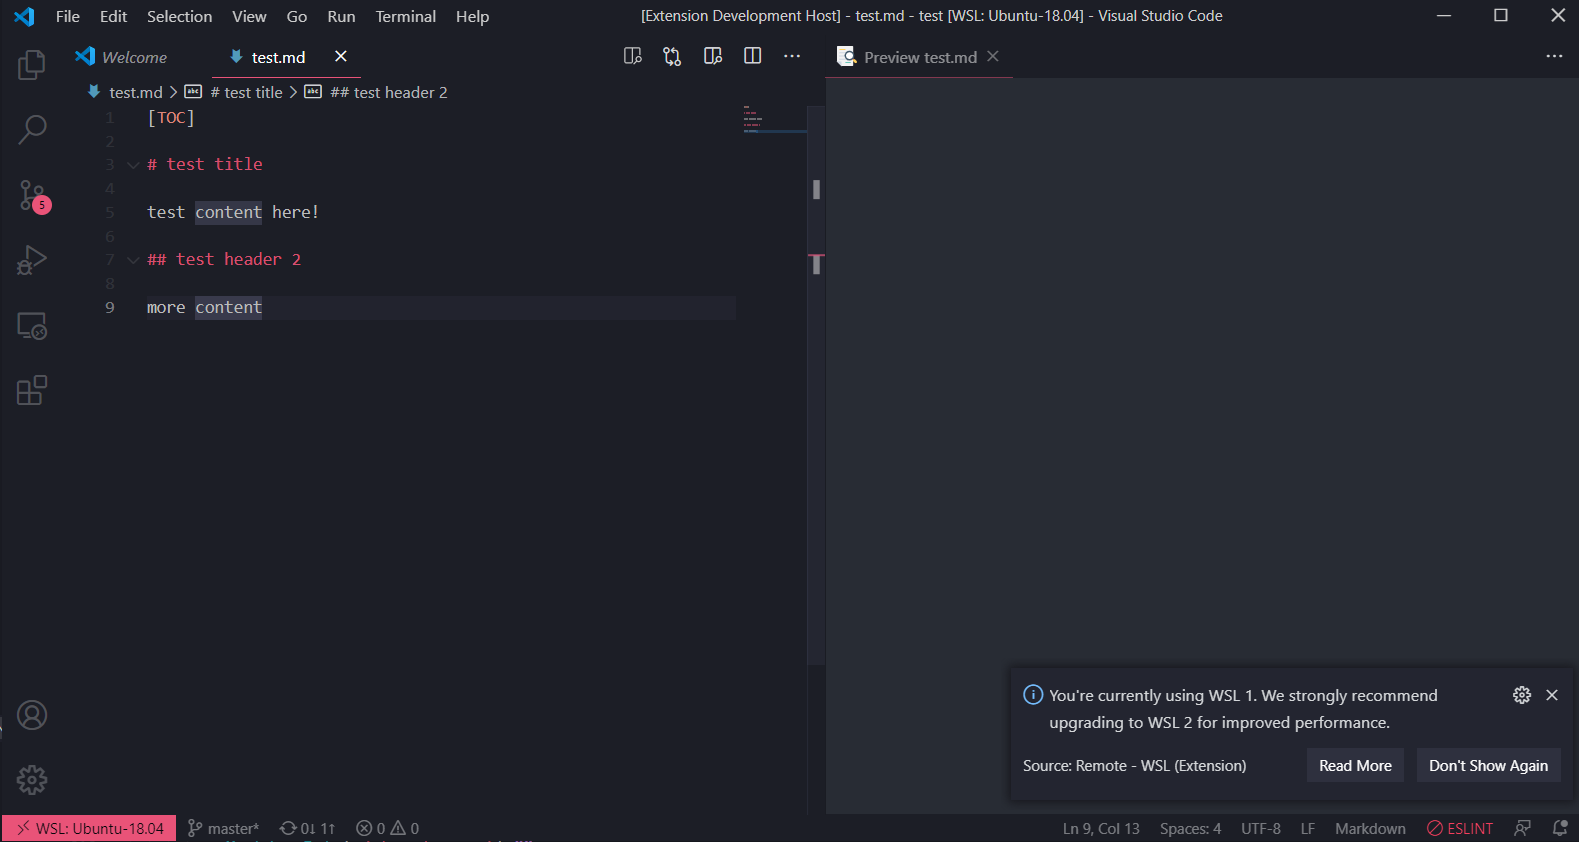 File Edit Selection View Go Run Terminal Help
[Extension Development Host] - test.md - test [WSL: Ubuntu-18.04] - Visual Studio Code
Welcome
test.md
Preview test.md
test.md > # test title > ## test header 2
1 [TOC]
2
3 # test title
4
5 test content here!
6
7 ## test header 2
8
9 more content
5
You're currently using WSL 1. We strongly recommend
upgrading to WSL 2 for improved performance.
Source: Remote - WSL (Extension)
Read More
Don't Show Again
WSL: Ubuntu-18.04 master* 0↓ 1↑ 0 0
Ln 9, Col 13 Spaces: 4 UTF-8 LF Markdown ESLINT